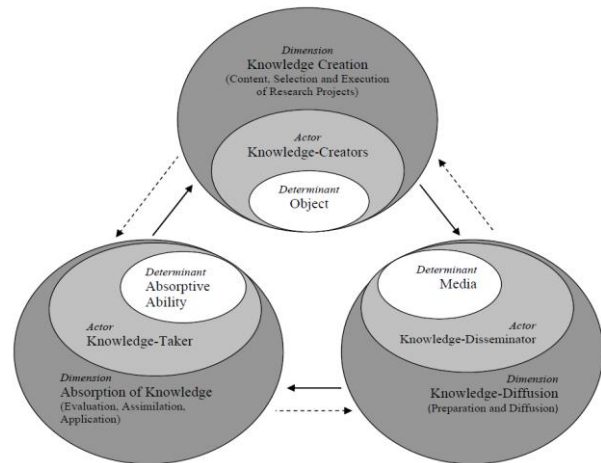 Dimension
Knowledge Creation
(Content, Selection and Execution
of Research Projects)
Actor
Knowledge-Creators
Determinant
Object
Determinant
Absorptive
Ability
Actor
Knowledge-Taker
Dimension
Absorption of Knowledge
(Evaluation, Assimilation,
Application)
Determinant
Media
Actor
Knowledge-Disseminator
Dimension
Knowledge-Diffusion
(Preparation and Diffusion)